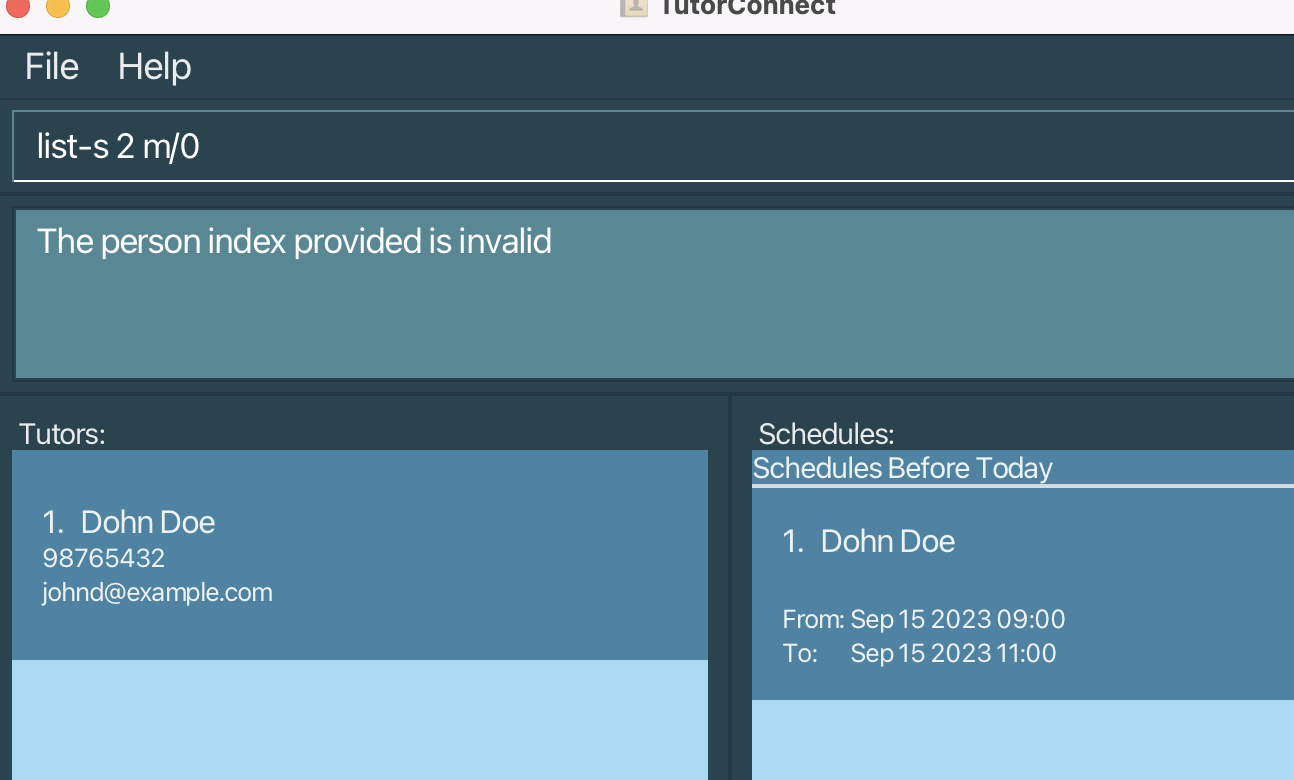 TutorConnect
File Help
list-s 2 m/0
The person index provided is invalid
Tutors:
1. Dohn Doe
98765432
johnd@example.com
Schedules:
Schedules Before Today
1. Dohn Doe
From: Sep 15 2023 09:00
To: Sep 15 2023 11:00